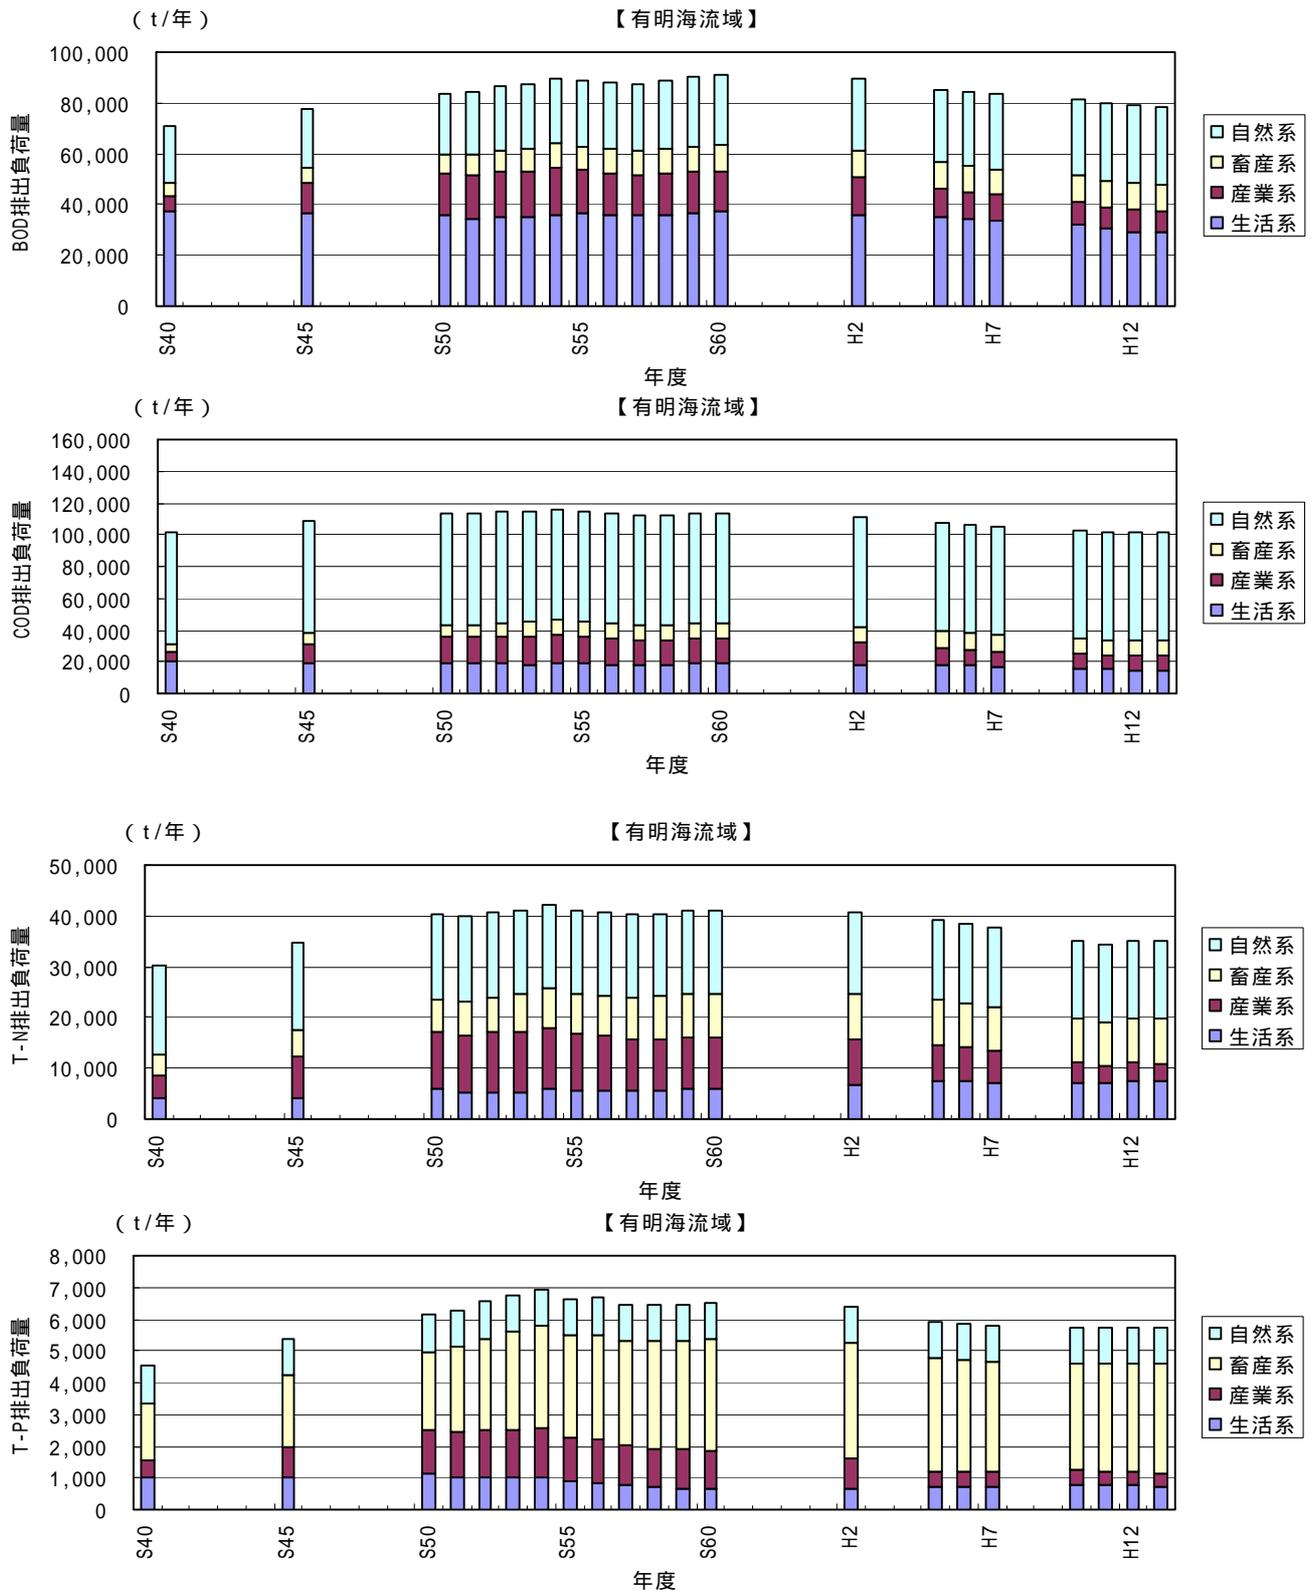 (t/年) 【有明海流域】
100,000
80,000
60,000
40,000
20,000
0
BOD排出負荷量
S40 S45 S50 S55 S60 H2 H7 H12
年度
自然系
畜産系
産業系
生活系
(t/年) 【有明海流域】
160,000
140,000
120,000
100,000
80,000
60,000
40,000
20,000
0
COD排出負荷量
S40 S45 S50 S55 S60 H2 H7 H12
年度
自然系
畜産系
産業系
生活系
(t/年) 【有明海流域】
50,000
40,000
30,000
20,000
10,000
0
T-N排出負荷量
S40 S45 S50 S55 S60 H2 H7 H12
年度
自然系
畜産系
産業系
生活系
(t/年) 【有明海流域】
8,000
7,000
6,000
5,000
4,000
3,000
2,000
1,000
0
T-P排出負荷量
S40 S45 S50 S55 S60 H2 H7 H12
年度
自然系
畜産系
産業系
生活系